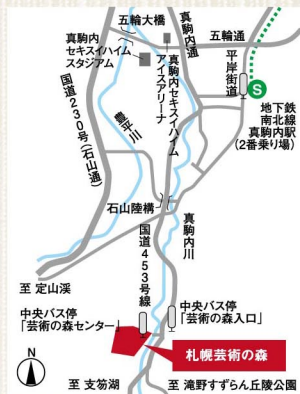 五輪大橋
真駒内通
五輪通
真駒内
セキスイハイム
スタジアム
真駒内セキスイハイム
アイスアリーナ
平岸街道
国道230号(石山通)
豊平川
S
地下鉄
南北線
真駒内駅
(2番乗り場)
石山陸橋
真駒内川
国道453号線
至 定山渓
中央バス停
「芸術の森センター」
中央バス停
「芸術の森入口」
札幌芸術の森
N
至 支笏湖
至 滝野すずらん丘陵公園